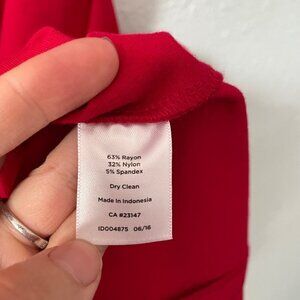 63% Rayon
32% Nylon
5% Spandex
Dry Clean
Made In Indonesia
CA #23147
ID004875 06/16